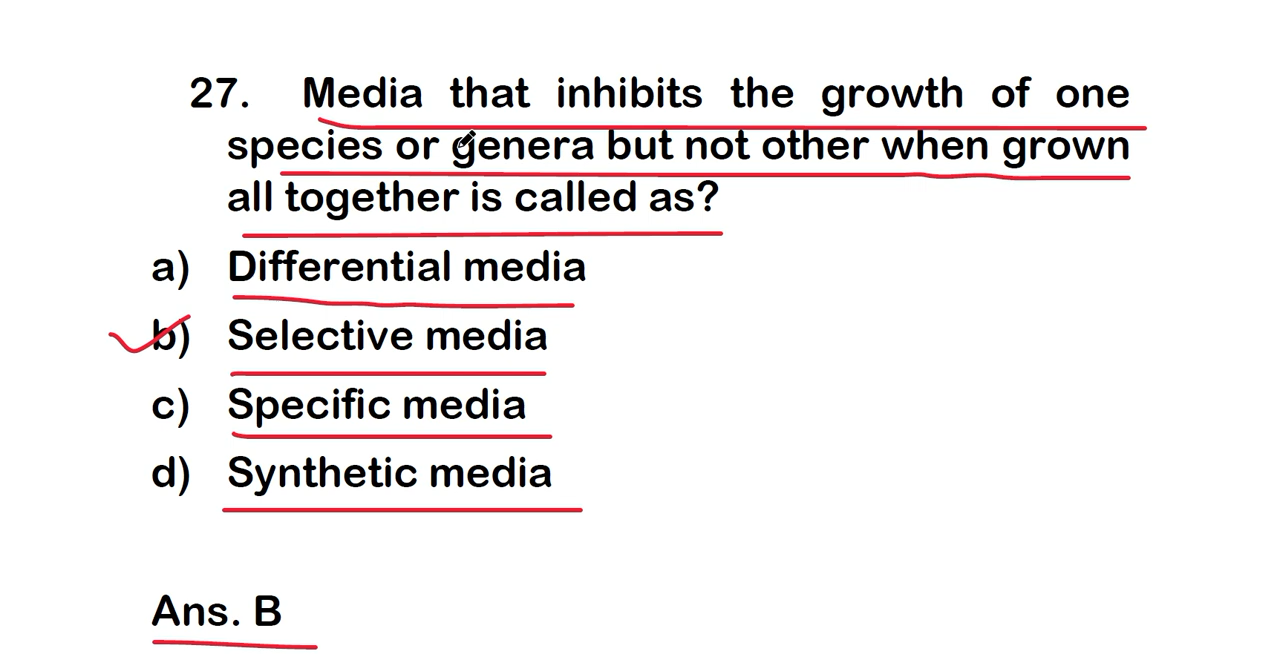 27. Media that inhibits the growth of one
species or genera but not other when grown
all together is called as?
a) Differential media
b) Selective media
c) Specific media
d) Synthetic media
Ans. B